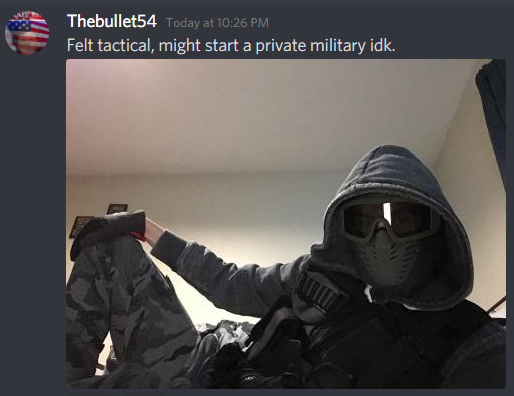 Thebullet54 Today at 10:26 PM
Felt tactical, might start a private military idk.